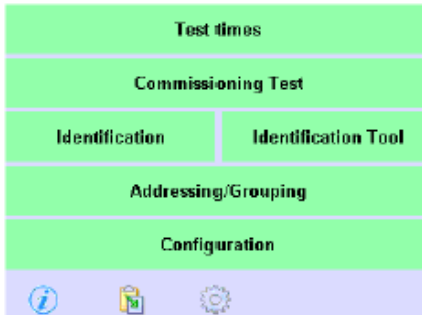 Test times
Commissioning Test
Identification Identification Tool
Addressing/Grouping
Configuration